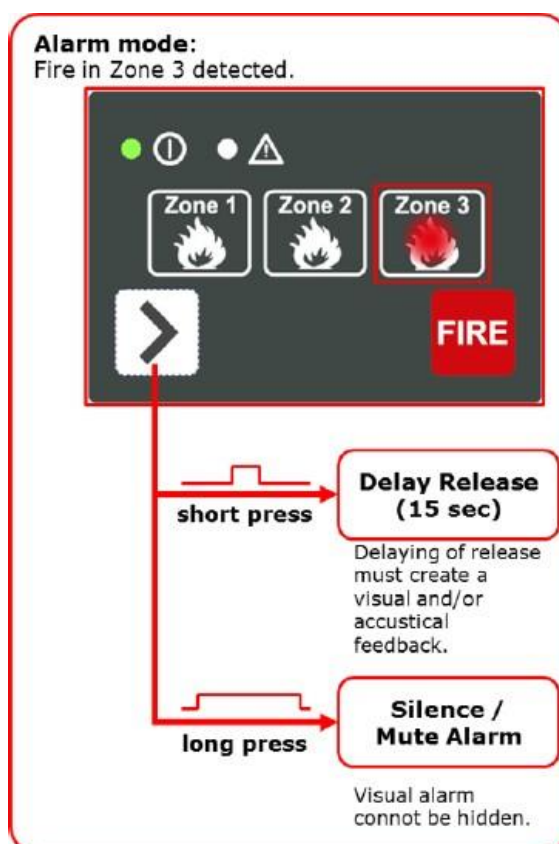 Alarm mode:
Fire in Zone 3 detected.
Zone 1 Zone 2 Zone 3
FIRE
short press
Delay Release
(15 sec)
Delaying of release
must create a
visual and/or
accustical
feedback.
long press
Silence /
Mute Alarm
Visual alarm
connot be hidden.